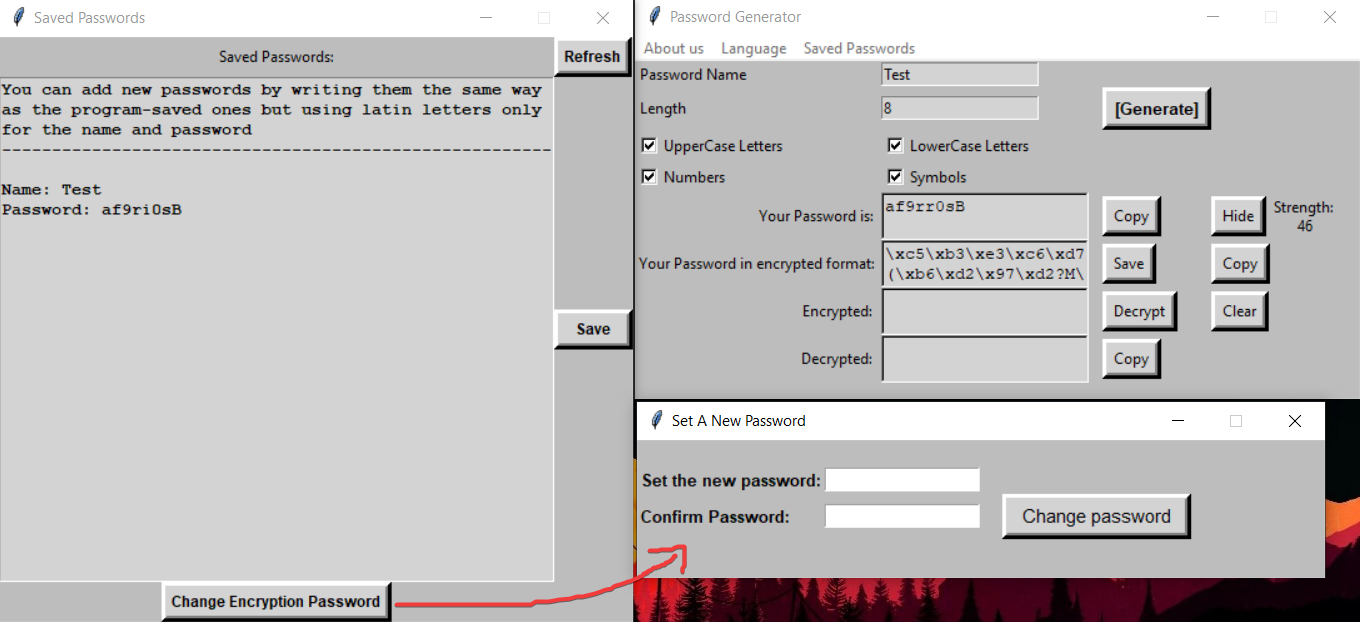 Saved Passwords
Saved Passwords:
Refresh
You can add new passwords by writing them the same way
as the program-saved ones but using latin letters only
for the name and password
-------------------------------------------------------
Name: Test
Password: af9ri0sB
Save
Change Encryption Password
Password Generator
About us Language Saved Passwords
Password Name Test
Length 8
[Generate]
UpperCase Letters LowerCase Letters
Numbers Symbols
Your Password is: af9rr0sB Copy Hide Strength:
46
Your Password in encrypted format: \xc5\xb3\xe3\xc6\xd7 Save Copy
(\xb6\xd2\x97\xd2?M\
Encrypted: Decrypt Clear
Decrypted: Copy
Set A New Password
Set the new password:
Confirm Password:
Change password